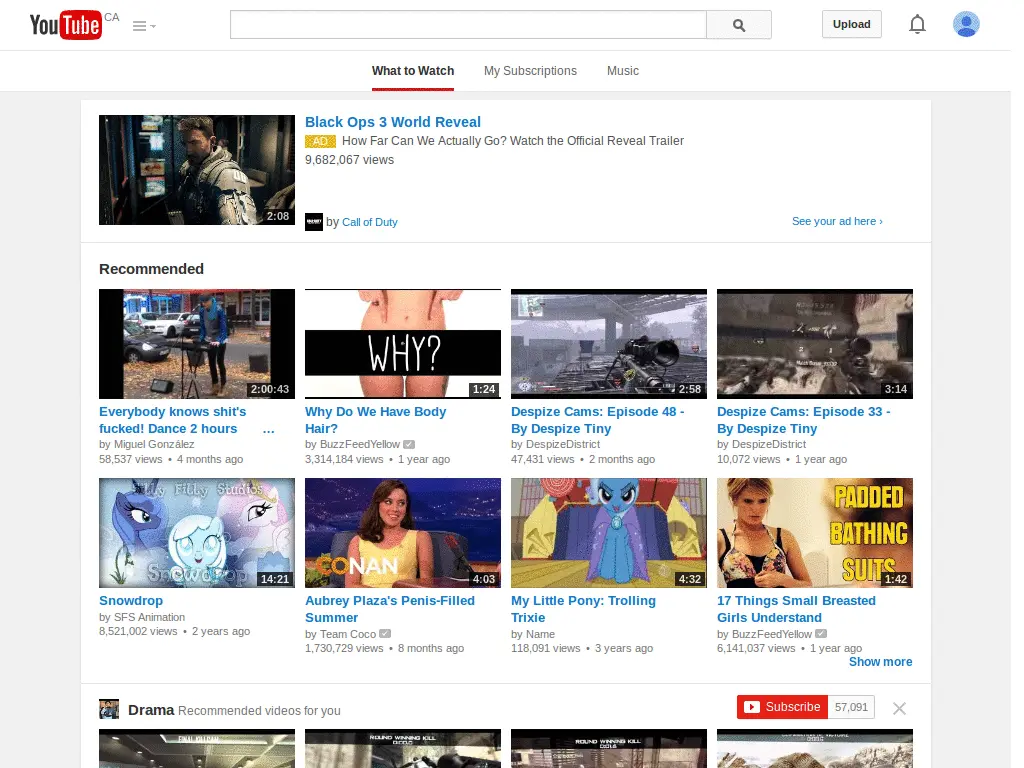 YouTube CA
Upload
What to Watch My Subscriptions Music
Black Ops 3 World Reveal
AD How Far Can We Actually Go? Watch the Official Reveal Trailer
9,682,067 views
2:08
by Call of Duty
See your ad here ›
Recommended
2:00:43
WHY?
1:24
2:58
3:14
Everybody knows shit's
fucked! Dance 2 hours ...
by Miguel González
58,537 views • 4 months ago
Why Do We Have Body
Hair?
by BuzzFeedYellow
3,314,184 views • 1 year ago
Despize Cams: Episode 48 -
By Despize Tiny
by DespizeDistrict
47,431 views • 2 months ago
Despize Cams: Episode 33 -
By Despize Tiny
by DespizeDistrict
10,072 views • 1 year ago
Silly Filly Studios
Snowdrop
14:21
CONAN
4:03
4:32
PADDED
BATHING
SUITS
1:42
Snowdrop
by SFS Animation
8,521,002 views • 2 years ago
Aubrey Plaza's Penis-Filled
Summer
by Team Coco
1,730,729 views • 8 months ago
My Little Pony: Trolling
Trixie
by Name
118,091 views • 3 years ago
17 Things Small Breasted
Girls Understand
by BuzzFeedYellow
6,141,037 views • 1 year ago
Show more
Drama Recommended videos for you
Subscribe 57,091
FINAL KILLCAM
ROUND WINNING KILL
ROUND WINNING KILL